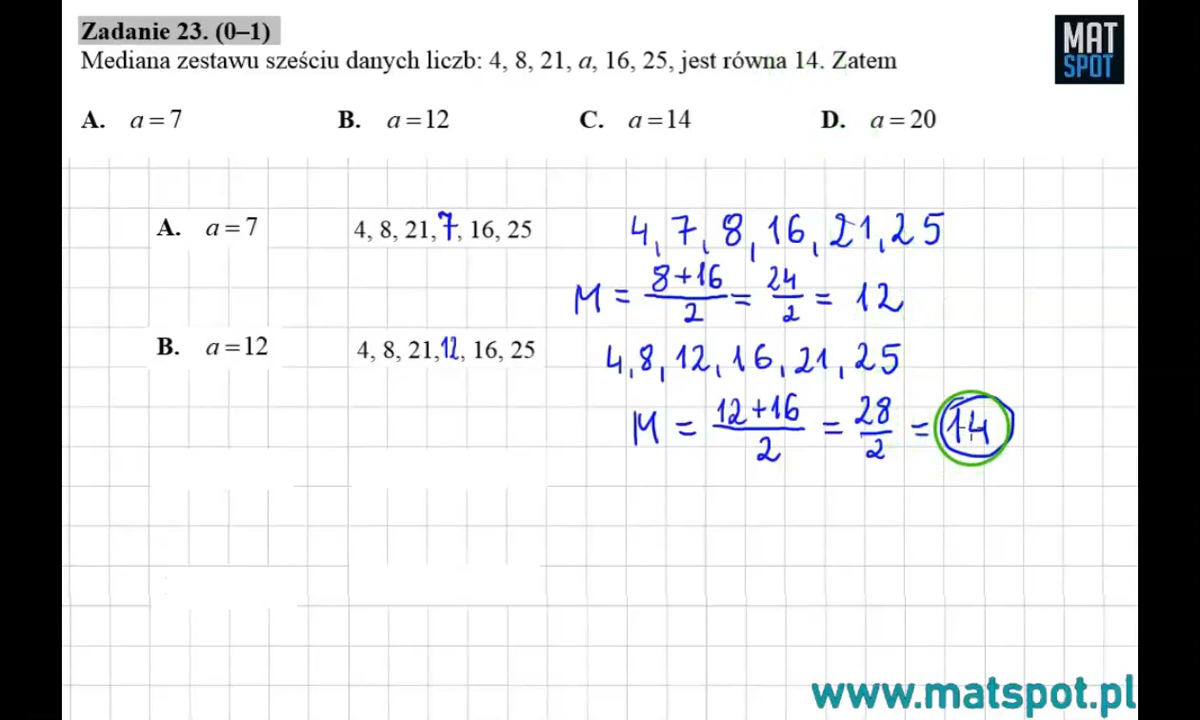 Zadanie 23. (0–1)
MAT
SPOT
Mediana zestawu sześciu danych liczb: 4, 8, 21, a, 16, 25, jest równa 14. Zatem
A. a = 7 B. a = 12 C. a = 14 D. a = 20
A. a = 7 4, 8, 21, 7, 16, 25 4, 7, 8, 16, 21, 25
M = 8+16/2 = 24/2 = 12
B. a = 12 4, 8, 21, 12, 16, 25 4, 8, 12, 16, 21, 25
M = 12+16/2 = 28/2 = 14
www.matspot.pl